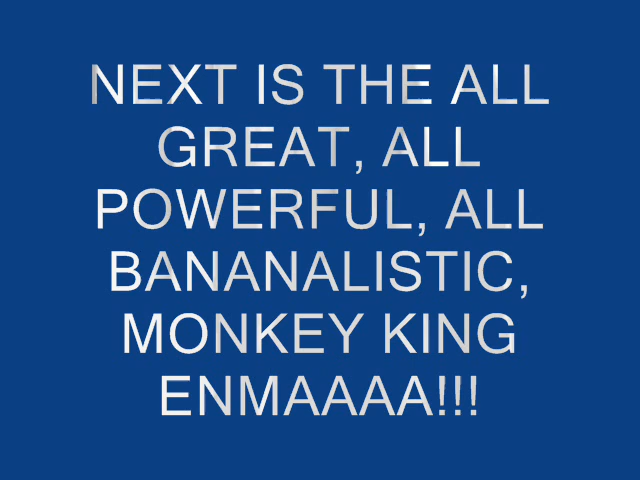 NEXT IS THE ALL
GREAT, ALL
POWERFUL, ALL
BANANALISTIC,
MONKEY KING
ENMAAAA!!!